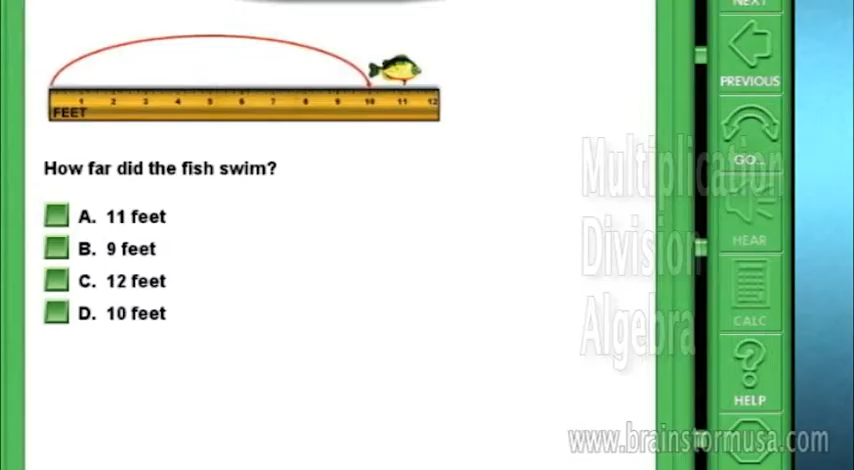 NEXT
PREVIOUS
1 2 3 4 5 6 7 8 9 10 11 12
FEET
How far did the fish swim?
A. 11 feet
B. 9 feet
C. 12 feet
D. 10 feet
GO...
HEAR
CALC
HELP
Multiplication
Division
Algebra
www.brainstormusa.com